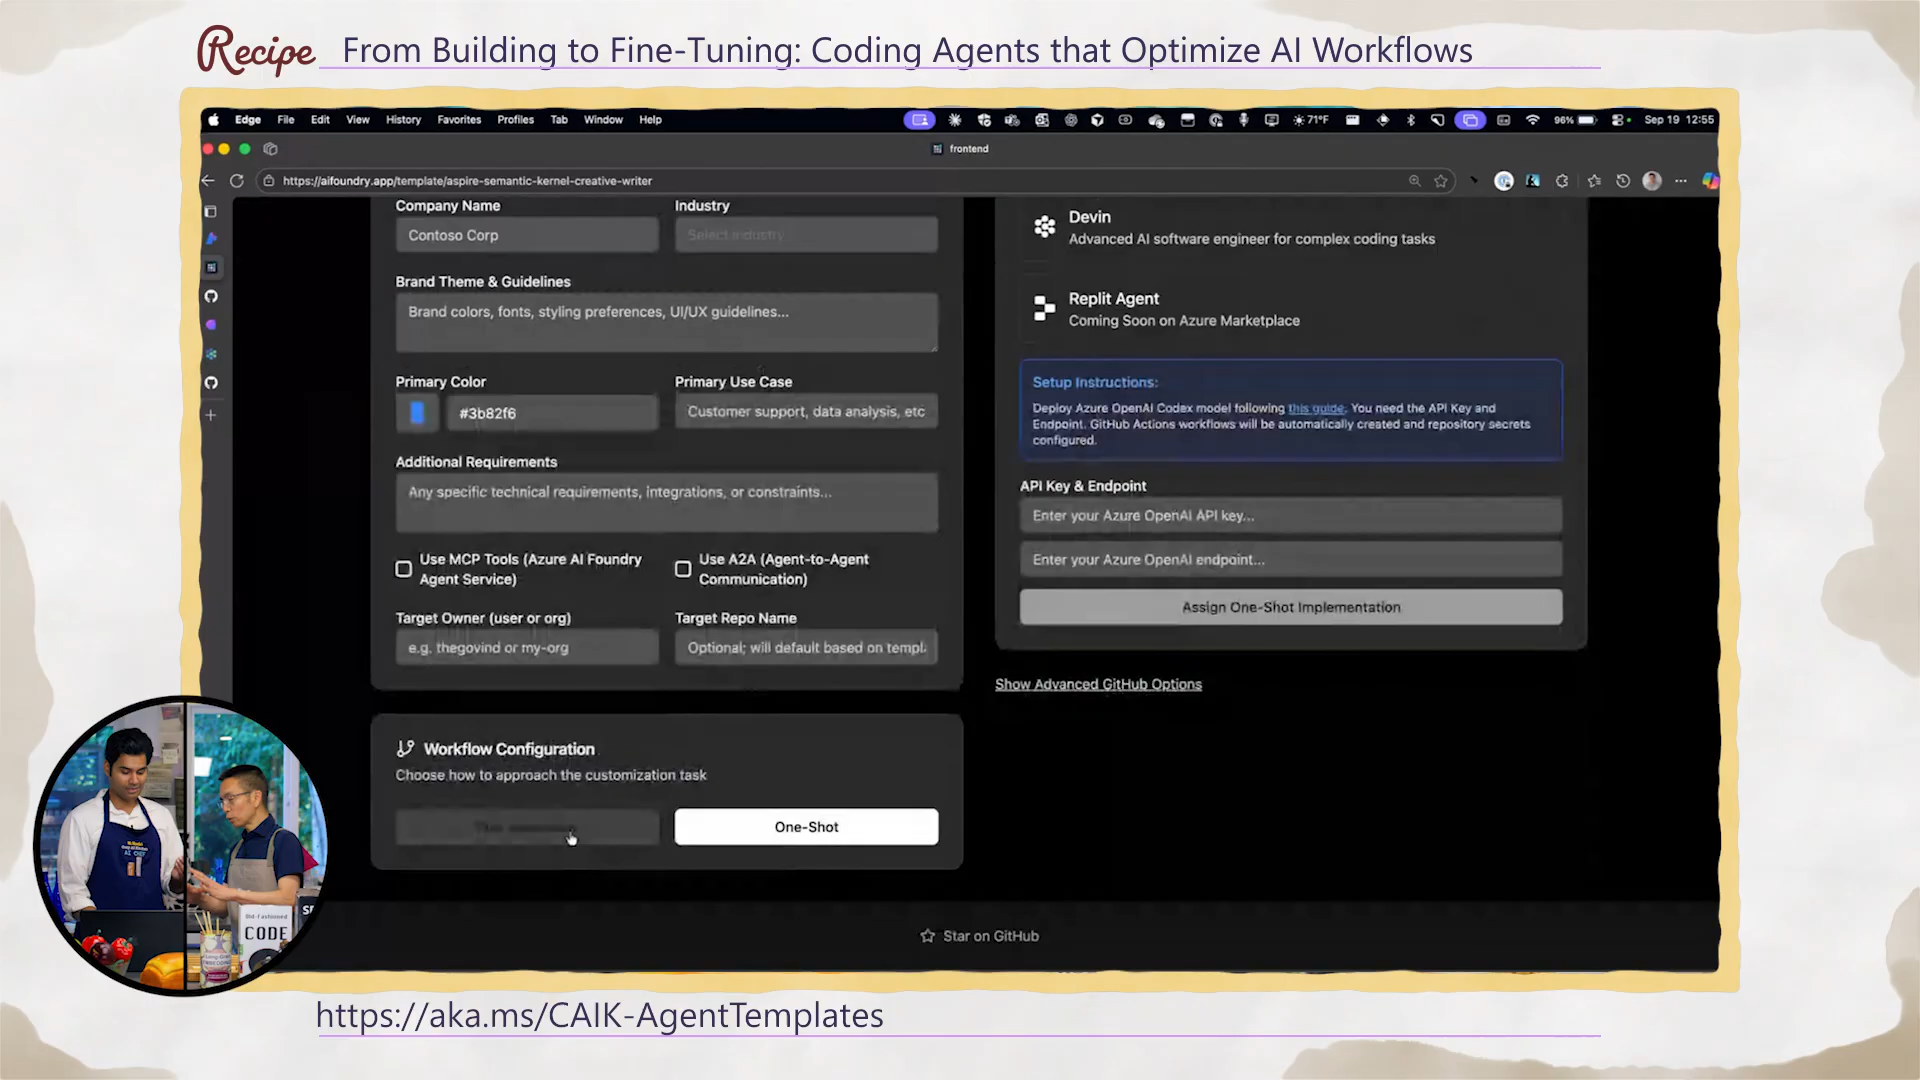 Recipe From Building to Fine-Tuning: Coding Agents that Optimize AI Workflows
Edge File Edit View History Favorites Profiles Tab Window Help
71°F 96% Sep 19 12:55
frontend
https://aifoundry.app/template/aspire-semantic-kernel-creative-writer
Company Name
Industry
Contoso Corp
Select industry...
Brand Theme & Guidelines
Brand colors, fonts, styling preferences, UI/UX guidelines...
Primary Color
Primary Use Case
#3b82f6
Customer support, data analysis, etc
Additional Requirements
Any specific technical requirements, integrations, or constraints...
Use MCP Tools (Azure AI Foundry
Agent Service)
Use A2A (Agent-to-Agent
Communication)
Target Owner (user or org)
Target Repo Name
e.g. thegovind or my-org
Optional; will default based on templ
Workflow Configuration
Choose how to approach the customization task
One-Shot
Devin
Advanced AI software engineer for complex coding tasks
Replit Agent
Coming Soon on Azure Marketplace
Setup Instructions:
Deploy Azure OpenAI Codex model following this guide. You need the API Key and
Endpoint. GitHub Actions workflows will be automatically created and repository secrets
configured.
API Key & Endpoint
Enter your Azure OpenAI API key...
Enter your Azure OpenAI endpoint...
Assign One-Shot Implementation
Show Advanced GitHub Options
Star on GitHub
Old-Fashioned
CODE
https://aka.ms/CAIK-AgentTemplates